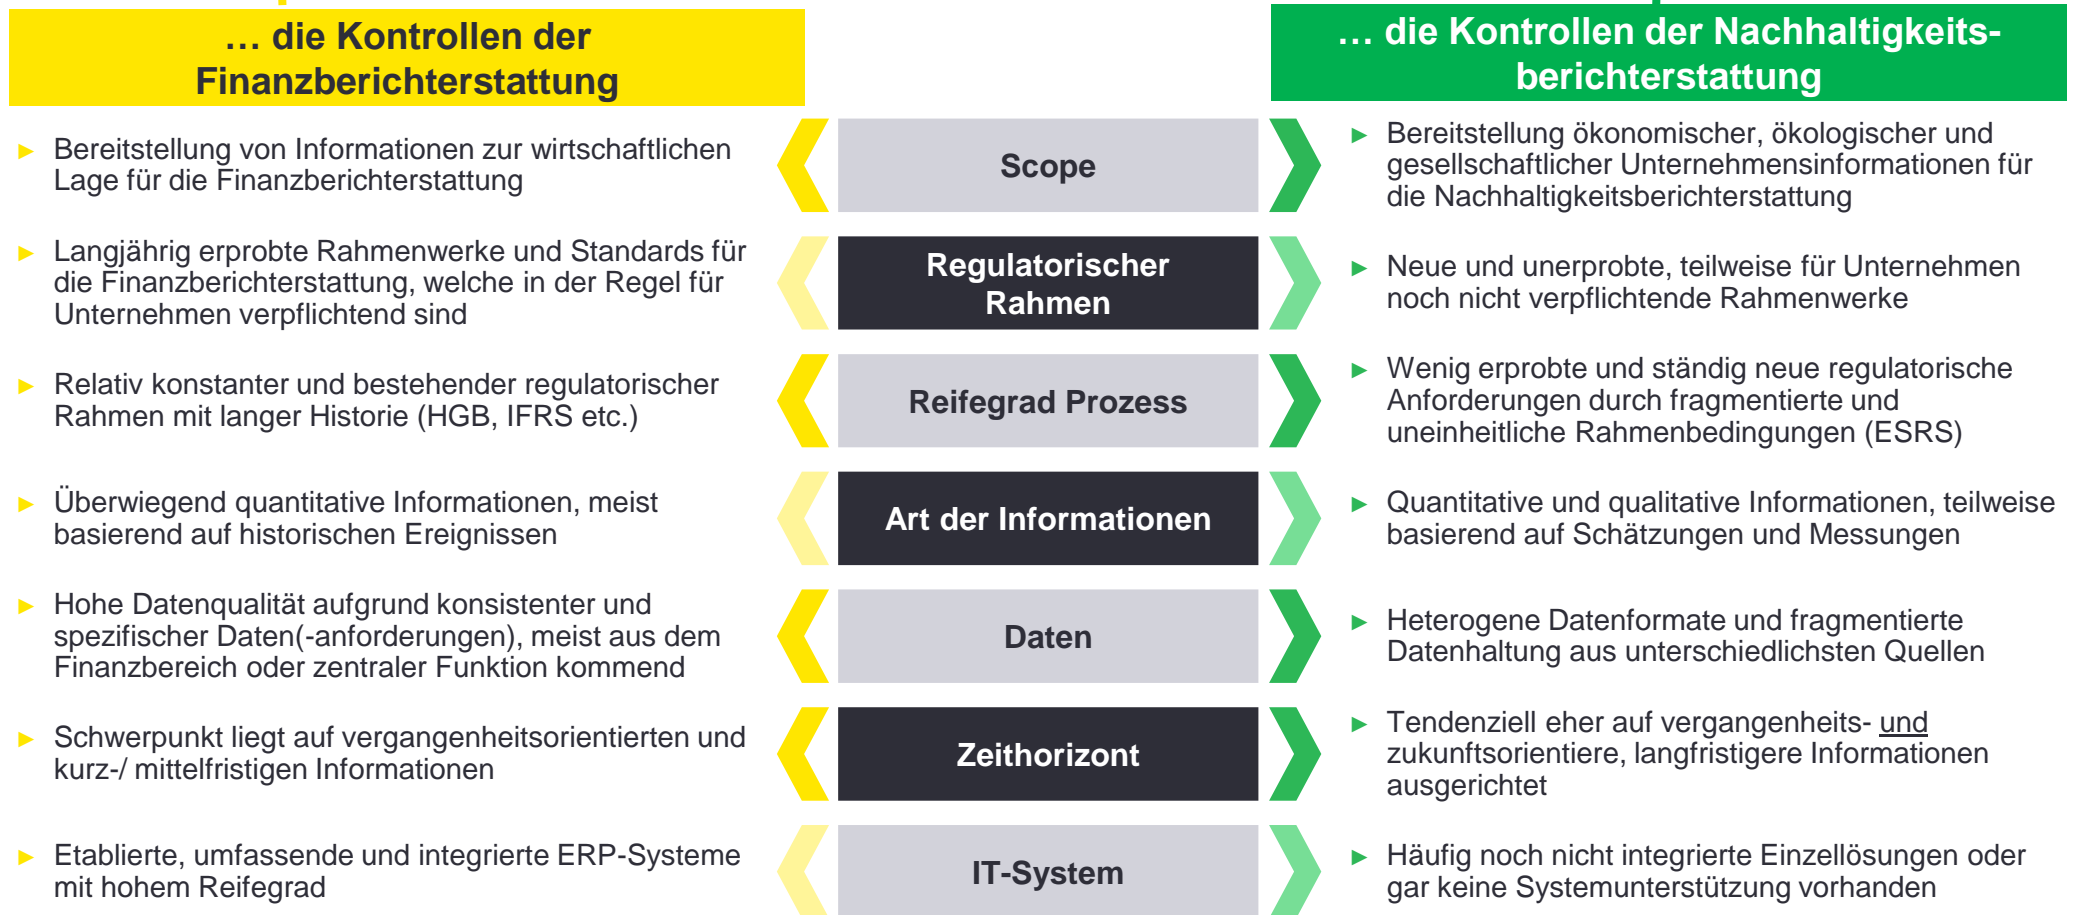 … die Kontrollen der
Finanzberichterstattung
… die Kontrollen der Nachhaltigkeits-
berichterstattung
► Bereitstellung von Informationen zur wirtschaftlichen
Lage für die Finanzberichterstattung
Scope
► Bereitstellung ökonomischer, ökologischer und
gesellschaftlicher Unternehmensinformationen für
die Nachhaltigkeitsberichterstattung
► Langjährig erprobte Rahmenwerke und Standards für
die Finanzberichterstattung, welche in der Regel für
Unternehmen verpflichtend sind
Regulatorischer
Rahmen
► Neue und unerprobte, teilweise für Unternehmen
noch nicht verpflichtende Rahmenwerke
► Relativ konstanter und bestehender regulatorischer
Rahmen mit langer Historie (HGB, IFRS etc.)
Reifegrad Prozess
► Wenig erprobte und ständig neue regulatorische
Anforderungen durch fragmentierte und
uneinheitliche Rahmenbedingungen (ESRS)
► Überwiegend quantitative Informationen, meist
basierend auf historischen Ereignissen
Art der Informationen
► Quantitative und qualitative Informationen, teilweise
basierend auf Schätzungen und Messungen
► Hohe Datenqualität aufgrund konsistenter und
spezifischer Daten(-anforderungen), meist aus dem
Finanzbereich oder zentraler Funktion kommend
Daten
► Heterogene Datenformate und fragmentierte
Datenhaltung aus unterschiedlichsten Quellen
► Schwerpunkt liegt auf vergangenheitsorientierten und
kurz-/ mittelfristigen Informationen
Zeithorizont
► Tendenziell eher auf vergangenheits- und
zukunftsorientiere, langfristigere Informationen
ausgerichtet
► Etablierte, umfassende und integrierte ERP-Systeme
mit hohem Reifegrad
IT-System
► Häufig noch nicht integrierte Einzellösungen oder
gar keine Systemunterstützung vorhanden